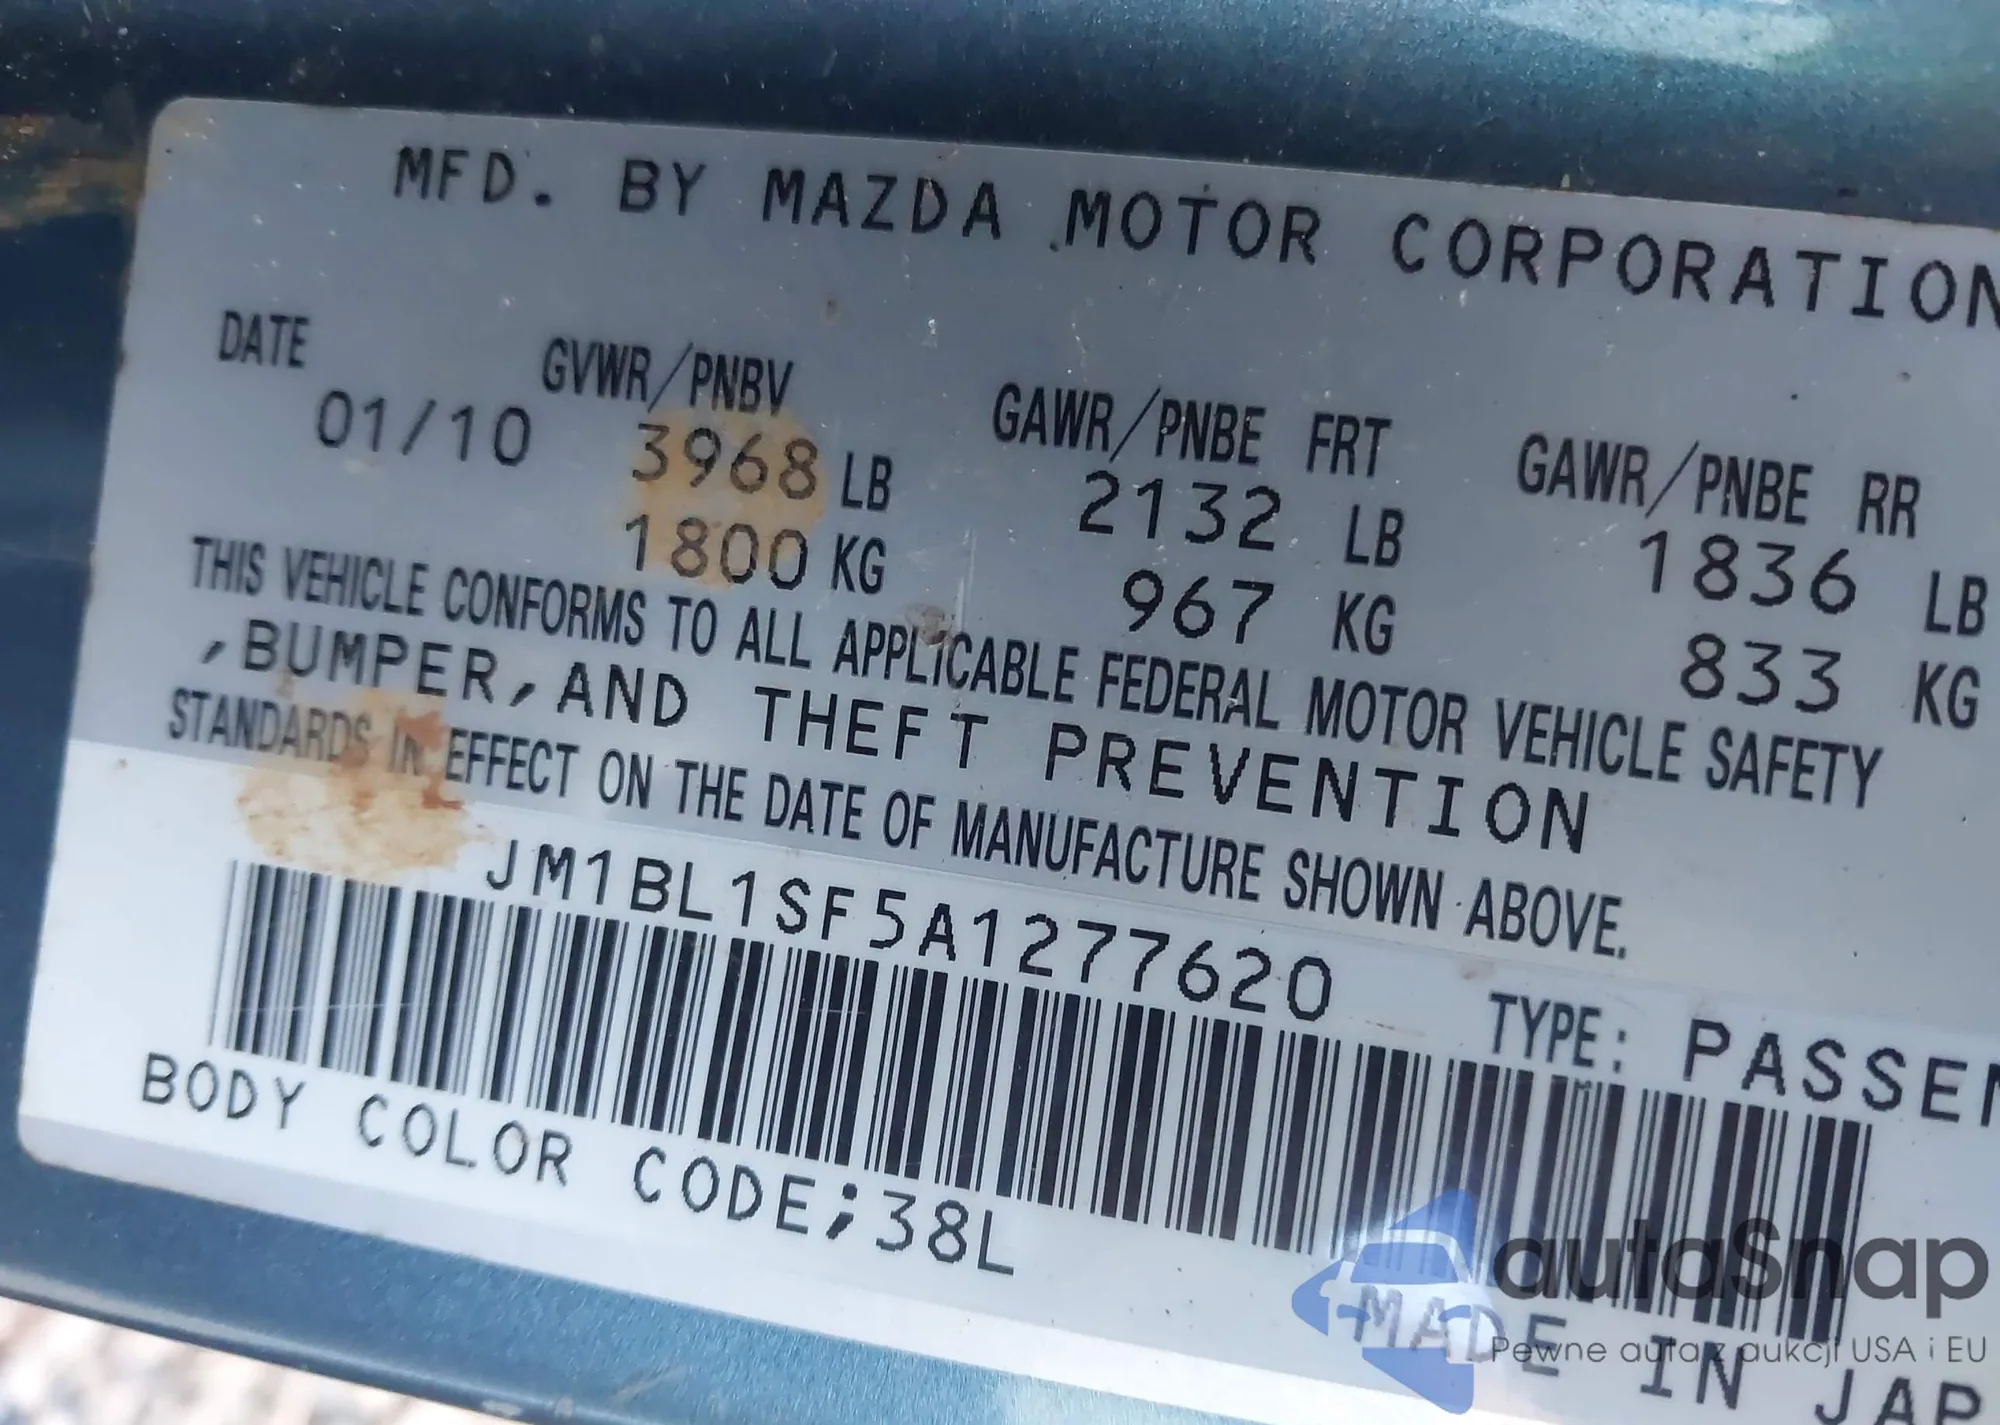 MFD. BY MAZDA MOTOR CORPORATION
DATE GVWR/PNBV GAWR/PNBE FRT GAWR/PNBE RR
01/10 3968 LB 2132 LB 1836 LB
1800 KG 967 KG 833 KG
THIS VEHICLE CONFORMS TO ALL APPLICABLE FEDERAL MOTOR VEHICLE SAFETY
,BUMPER,AND THEFT PREVENTION
STANDARDS IN EFFECT ON THE DATE OF MANUFACTURE SHOWN ABOVE.
JM1BL1SF5A1277620 TYPE: PASSEN
BODY COLOR CODE;38L
MADE IN JAP
autaSnap
Pewne auta z aukcji USA i EU